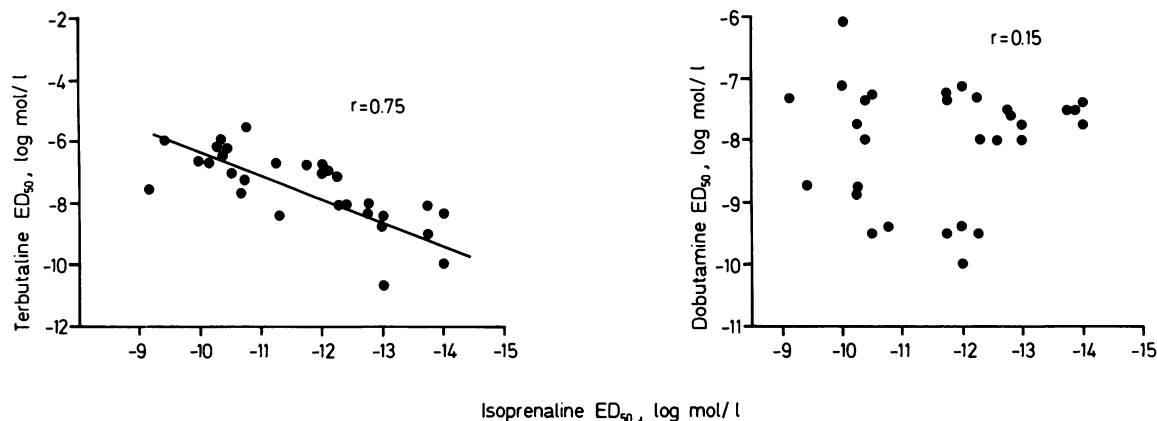 Terbutaline ED50, log mol/l
-2
-4
-6
-8
-10
-12
r=0.75
-9 -10 -11 -12 -13 -14 -15
Dobutamine ED50, log mol/l
-6
-7
-8
-9
-10
-11
r=0.15
-9 -10 -11 -12 -13 -14 -15
Isoprenaline ED50, log mol/l